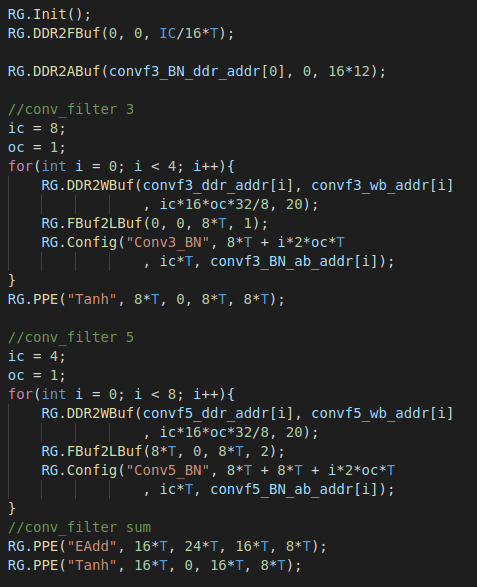 RG.Init();
RG.DDR2FBuf(0, 0, IC/16*T);
RG.DDR2ABuf(convf3_BN_ddr_addr[0], 0, 16*12);
//conv_filter 3
ic = 8;
oc = 1;
for(int i = 0; i < 4; i++){
RG.DDR2WBuf(convf3_ddr_addr[i], convf3_wb_addr[i]
, ic*16*oc*32/8, 20);
RG.FBuf2LBuf(0, 0, 8*T, 1);
RG.Config("Conv3_BN", 8*T + i*2*oc*T
, ic*T, convf3_BN_ab_addr[i]);
}
RG.PPE("Tanh", 8*T, 0, 8*T, 8*T);
//conv_filter 5
ic = 4;
oc = 1;
for(int i = 0; i < 8; i++){
RG.DDR2WBuf(convf5_ddr_addr[i], convf5_wb_addr[i]
, ic*16*oc*32/8, 20);
RG.FBuf2LBuf(8*T, 0, 8*T, 2);
RG.Config("Conv5_BN", 8*T + 8*T + i*2*oc*T
, ic*T, convf5_BN_ab_addr[i]);
}
//conv_filter sum
RG.PPE("EAdd", 16*T, 24*T, 16*T, 8*T);
RG.PPE("Tanh", 16*T, 0, 16*T, 8*T);